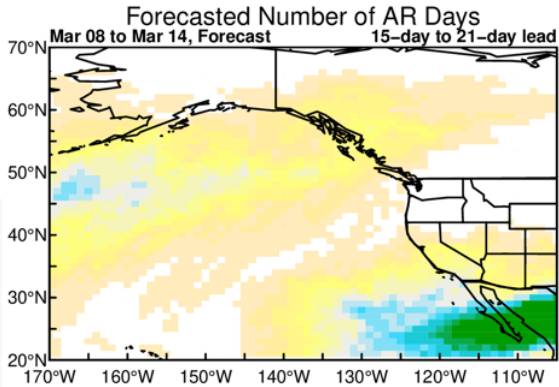 Forecasted Number of AR Days
Mar 08 to Mar 14, Forecast 15-day to 21-day lead
70°N
60°N
50°N
40°N
30°N
20°N
170°W 160°W 150°W 140°W 130°W 120°W 110°W